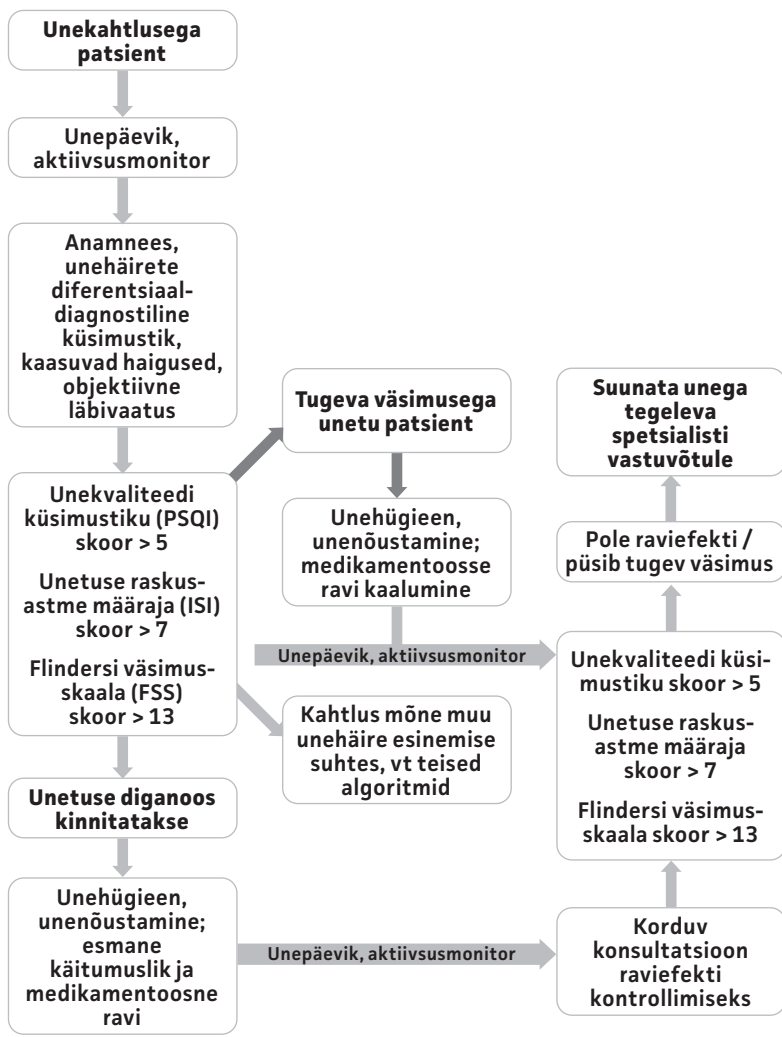 Unekahtlusega
patsient
Unepäevik,
aktiivsusmonitor
Anamnees,
unehäirete
diferentsiaal-
diagnostiline
küsimustik,
kaasuvad haigused,
objektiivne
läbivaatus
Unekvaliteedi
küsimustiku (PSQI)
skoor > 5
Unetuse raskus-
astme määraja (ISI)
skoor > 7
Flindersi väsimus-
skaala (FSS)
skoor > 13
Unetuse diganoos
kinnitatakse
Unehügieen,
unenõustamine;
esmane
käitumuslik ja
medikamentoosne
ravi
Tugeva väsimusega
unetu patsient
Unehügieen,
unenõustamine;
medikamentoosse
ravi kaalumine
Unepäevik, aktiivsusmonitor
Kahtlus mõne muu
unehäire esinemise
suhtes, vt teised
algoritmid
Unepäevik, aktiivsusmonitor
Suunata unega
tegeleva
spetsialisti
vastuvõtule
Pole raviefekti /
püsib tugev väsimus
Unekvaliteedi küsi-
mustiku skoor > 5
Unetuse raskus-
astme määraja
skoor > 7
Flindersi väsimus-
skaala skoor > 13
Korduv
konsultatsioon
raviefekti
kontrollimiseks